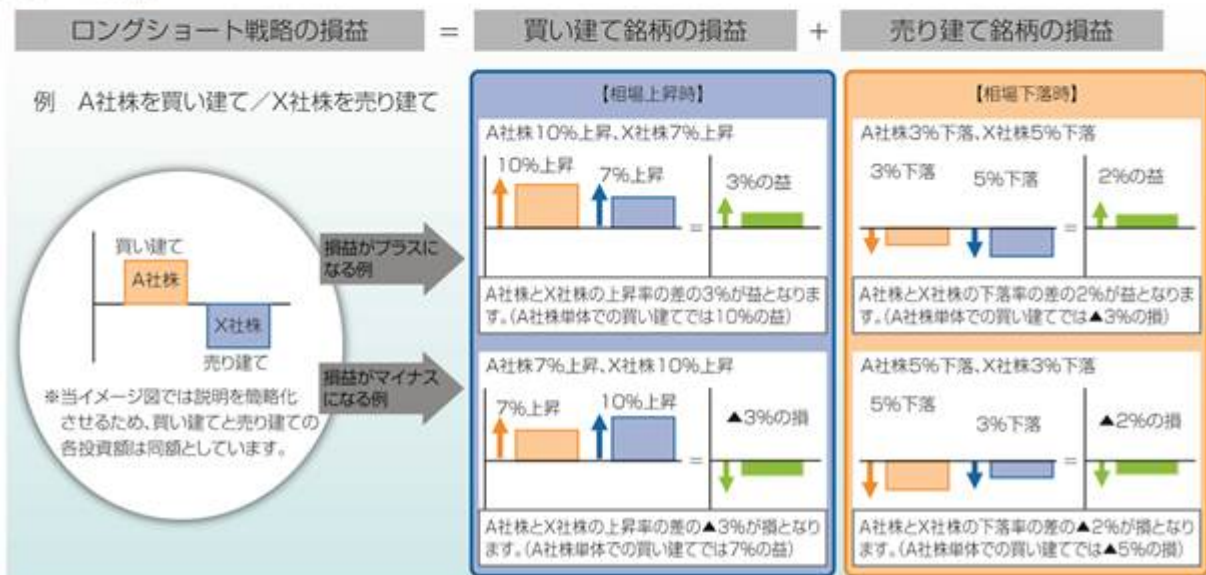 ロングショート戦略の損益 = 買い建て銘柄の損益 + 売り建て銘柄の損益
例 A社株を買い建て／X社株を売り建て
買い建て
A社株
X社株
売り建て
※当イメージ図では説明を簡略化
させるため、買い建てと売り建ての
各投資額は同額としています。
損益がプラスに
なる例
損益がマイナス
になる例
【相場上昇時】
A社株10%上昇、X社株7%上昇
10%上昇
7%上昇
=
3%の益
A社株とX社株の上昇率の差の3%が益となりま
す。(A社株単体での買い建てでは10%の益)
A社株7%上昇、X社株10%上昇
7%上昇
10%上昇
=
▲3%の損
A社株とX社株の上昇率の差の▲3%が損となり
ます。(A社株単体での買い建てでは7%の益)
【相場下落時】
A社株3%下落、X社株5%下落
3%下落
5%下落
=
2%の益
A社株とX社株の下落率の差の2%が益となりま
す。(A社株単体での買い建てでは▲3%の損)
A社株5%下落、X社株3%下落
5%下落
3%下落
=
▲2%の損
A社株とX社株の下落率の差の▲2%が損となり
ます。(A社株単体での買い建てでは▲5%の損)